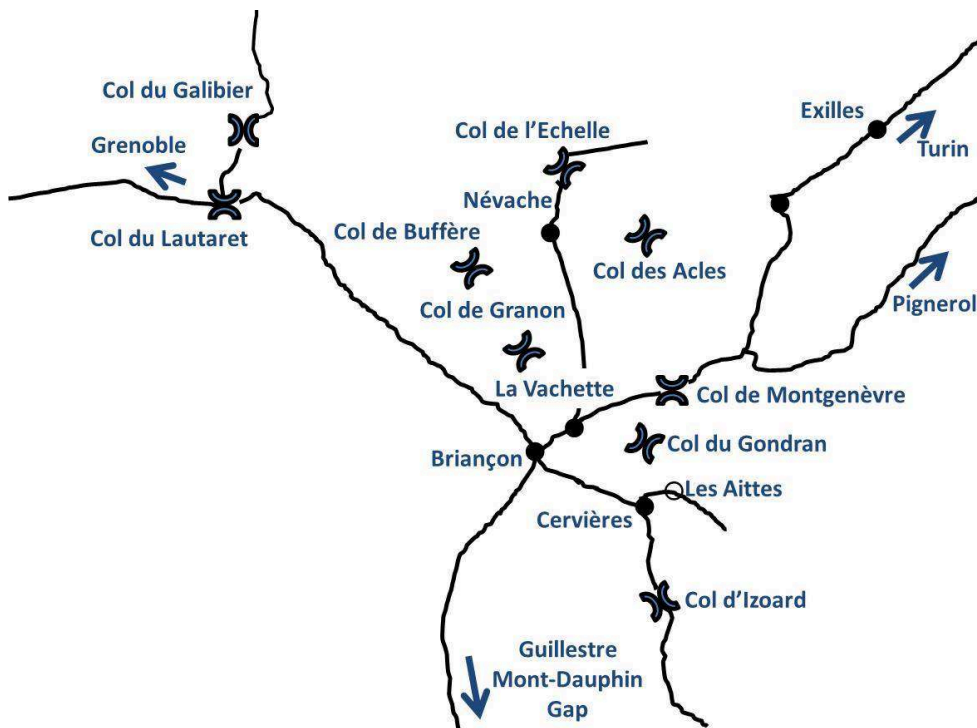 Col du Galibier
Grenoble
Col du Lautaret
Col de l’Echelle
Névache
Exilles
Turin
Col de Buffère
Col des Acles
Col de Granon
Pignerol
La Vachette
Col de Montgenèvre
Briançon
Col du Gondran
Les Aittes
Cervières
Col d’Izoard
Guillestre
Mont-Dauphin
Gap